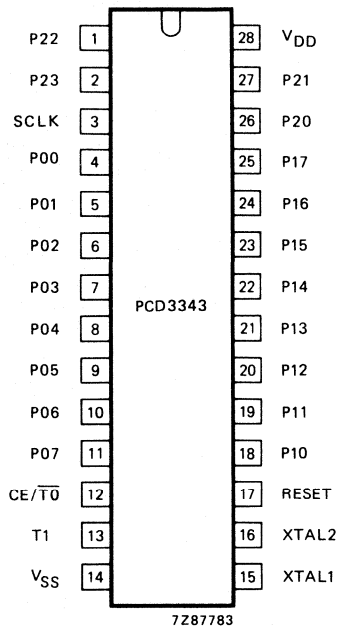 P22 1 28 VDD
P23 2 27 P21
SCLK 3 26 P20
P00 4 25 P17
P01 5 24 P16
P02 6 23 P15
P03 7 22 P14
PCD3343
P04 8 21 P13
P05 9 20 P12
P06 10 19 P11
P07 11 18 P10
CE/T̅0̅ 12 17 RESET
T1 13 16 XTAL2
VSS 14 15 XTAL1
7Z87783